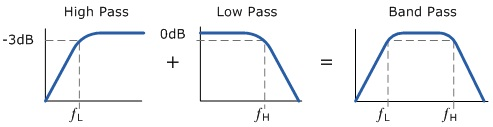 High Pass Low Pass Band Pass
-3dB 0dB
+ =
fL fH fL fH